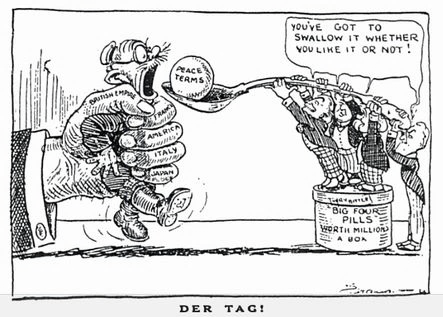 YOU'VE GOT TO
SWALLOW IT WHETHER
YOU LIKE IT OR NOT!
PEACE
TERMS
BRITISH EMPIRE
FRANCE
AMERICA
ITALY
JAPAN
"BIG FOUR"
PILLS
WORTH MILLIONS
A BOX
DER TAG!